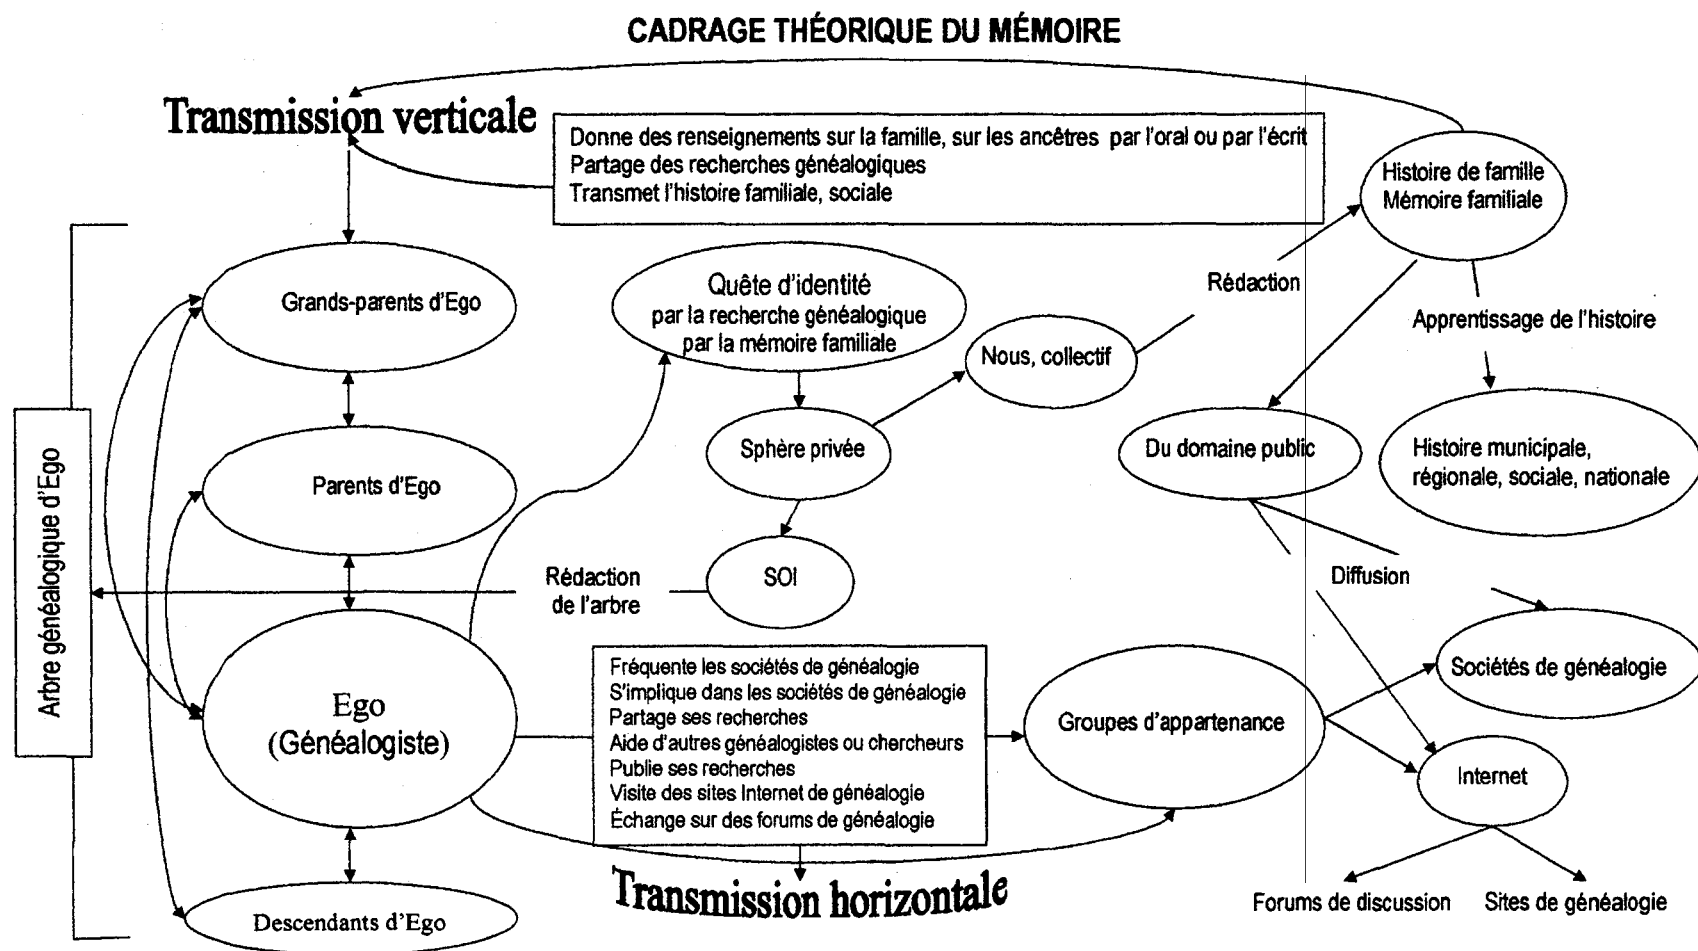 CADRAGE THÉORIQUE DU MÉMOIRE
Transmission verticale
Donne des renseignements sur la famille, sur les ancêtres par l'oral ou par l'écrit
Partage des recherches généalogiques
Transmet l'histoire familiale, sociale
Histoire de famille
Mémoire familiale
Rédaction
Apprentissage de l'histoire
Grands-parents d'Ego
Quête d'identité
par la recherche généalogique
par la mémoire familiale
Nous, collectif
Sphère privée
Du domaine public
Histoire municipale,
régionale, sociale, nationale
Parents d'Ego
Arbre généalogique d'Ego
Rédaction
de l'arbre
SOI
Diffusion
Ego
(Généalogiste)
Fréquente les sociétés de généalogie
S'implique dans les sociétés de généalogie
Partage ses recherches
Aide d'autres généalogistes ou chercheurs
Publie ses recherches
Visite des sites Internet de généalogie
Échange sur des forums de généalogie
Groupes d'appartenance
Sociétés de généalogie
Internet
Transmission horizontale
Forums de discussion
Sites de généalogie
Descendants d'Ego